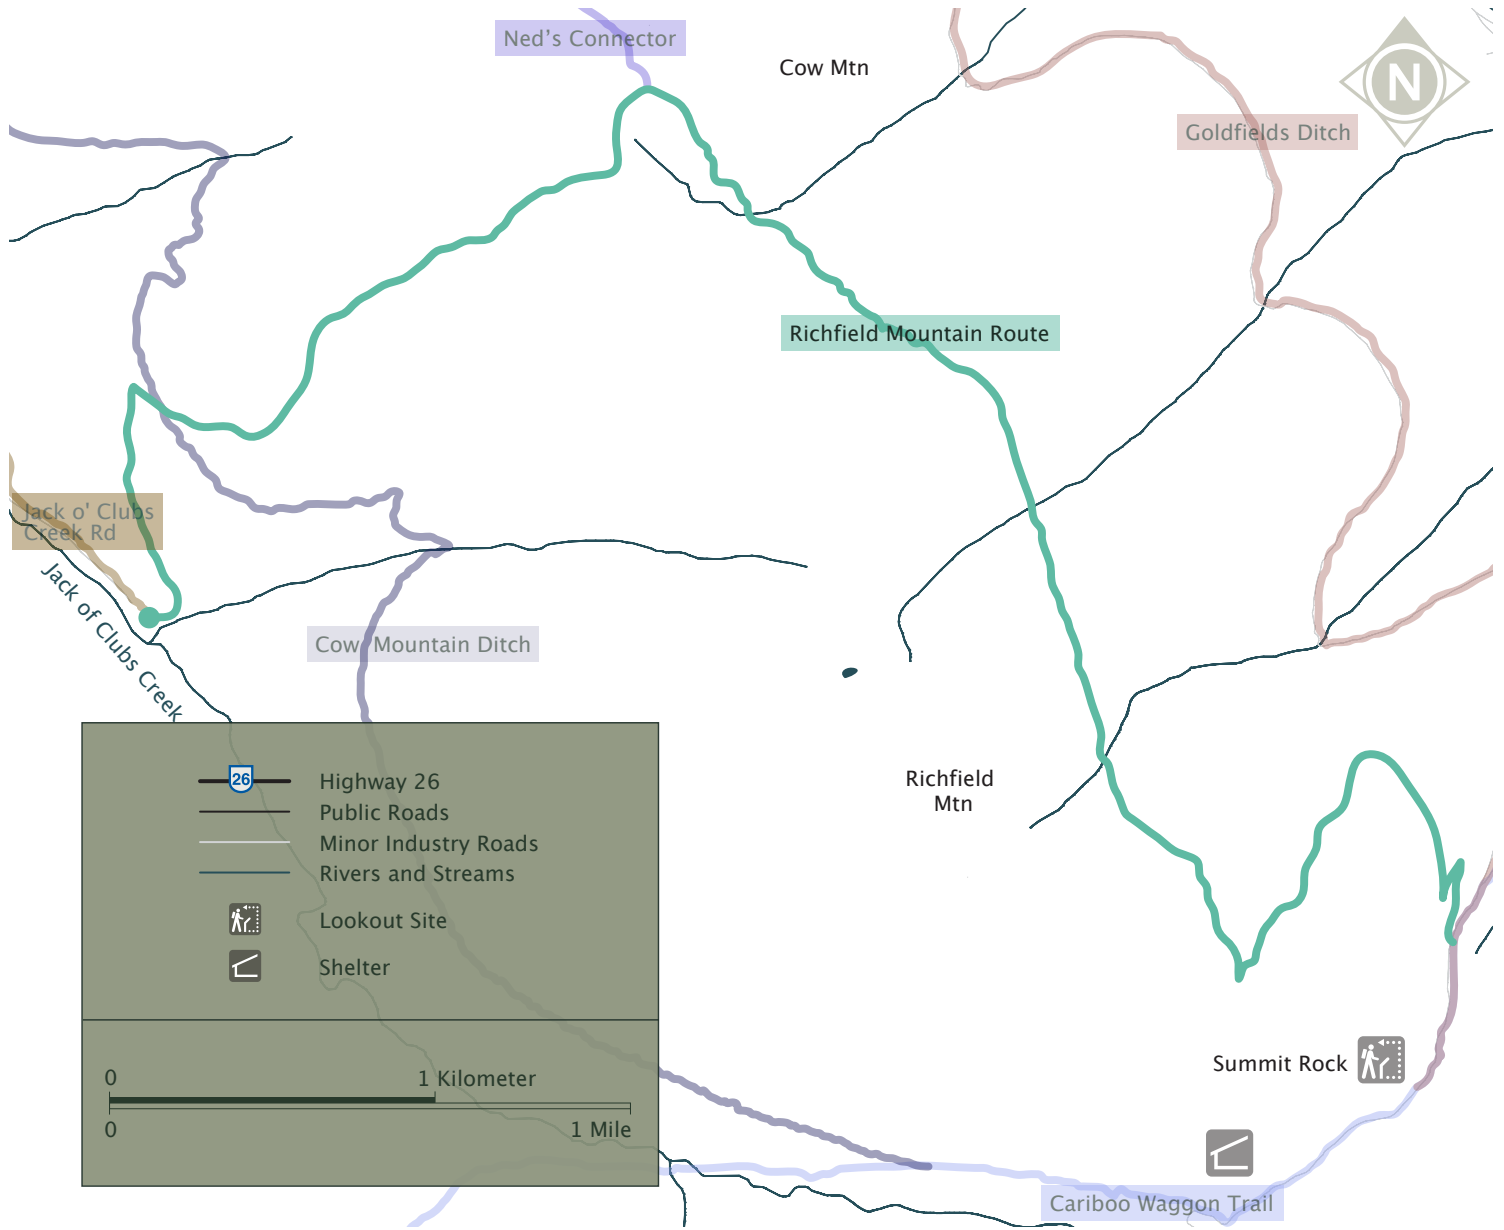 Ned's Connector
Cow Mtn
N
Goldfields Ditch
Richfield Mountain Route
Jack o' Clubs
Creek Rd
Jack of Clubs Creek
Cow Mountain Ditch
Richfield
Mtn
26 Highway 26
Public Roads
Minor Industry Roads
Rivers and Streams
Lookout Site
Shelter
0 1 Kilometer
0 1 Mile
Summit Rock
Cariboo Waggon Trail